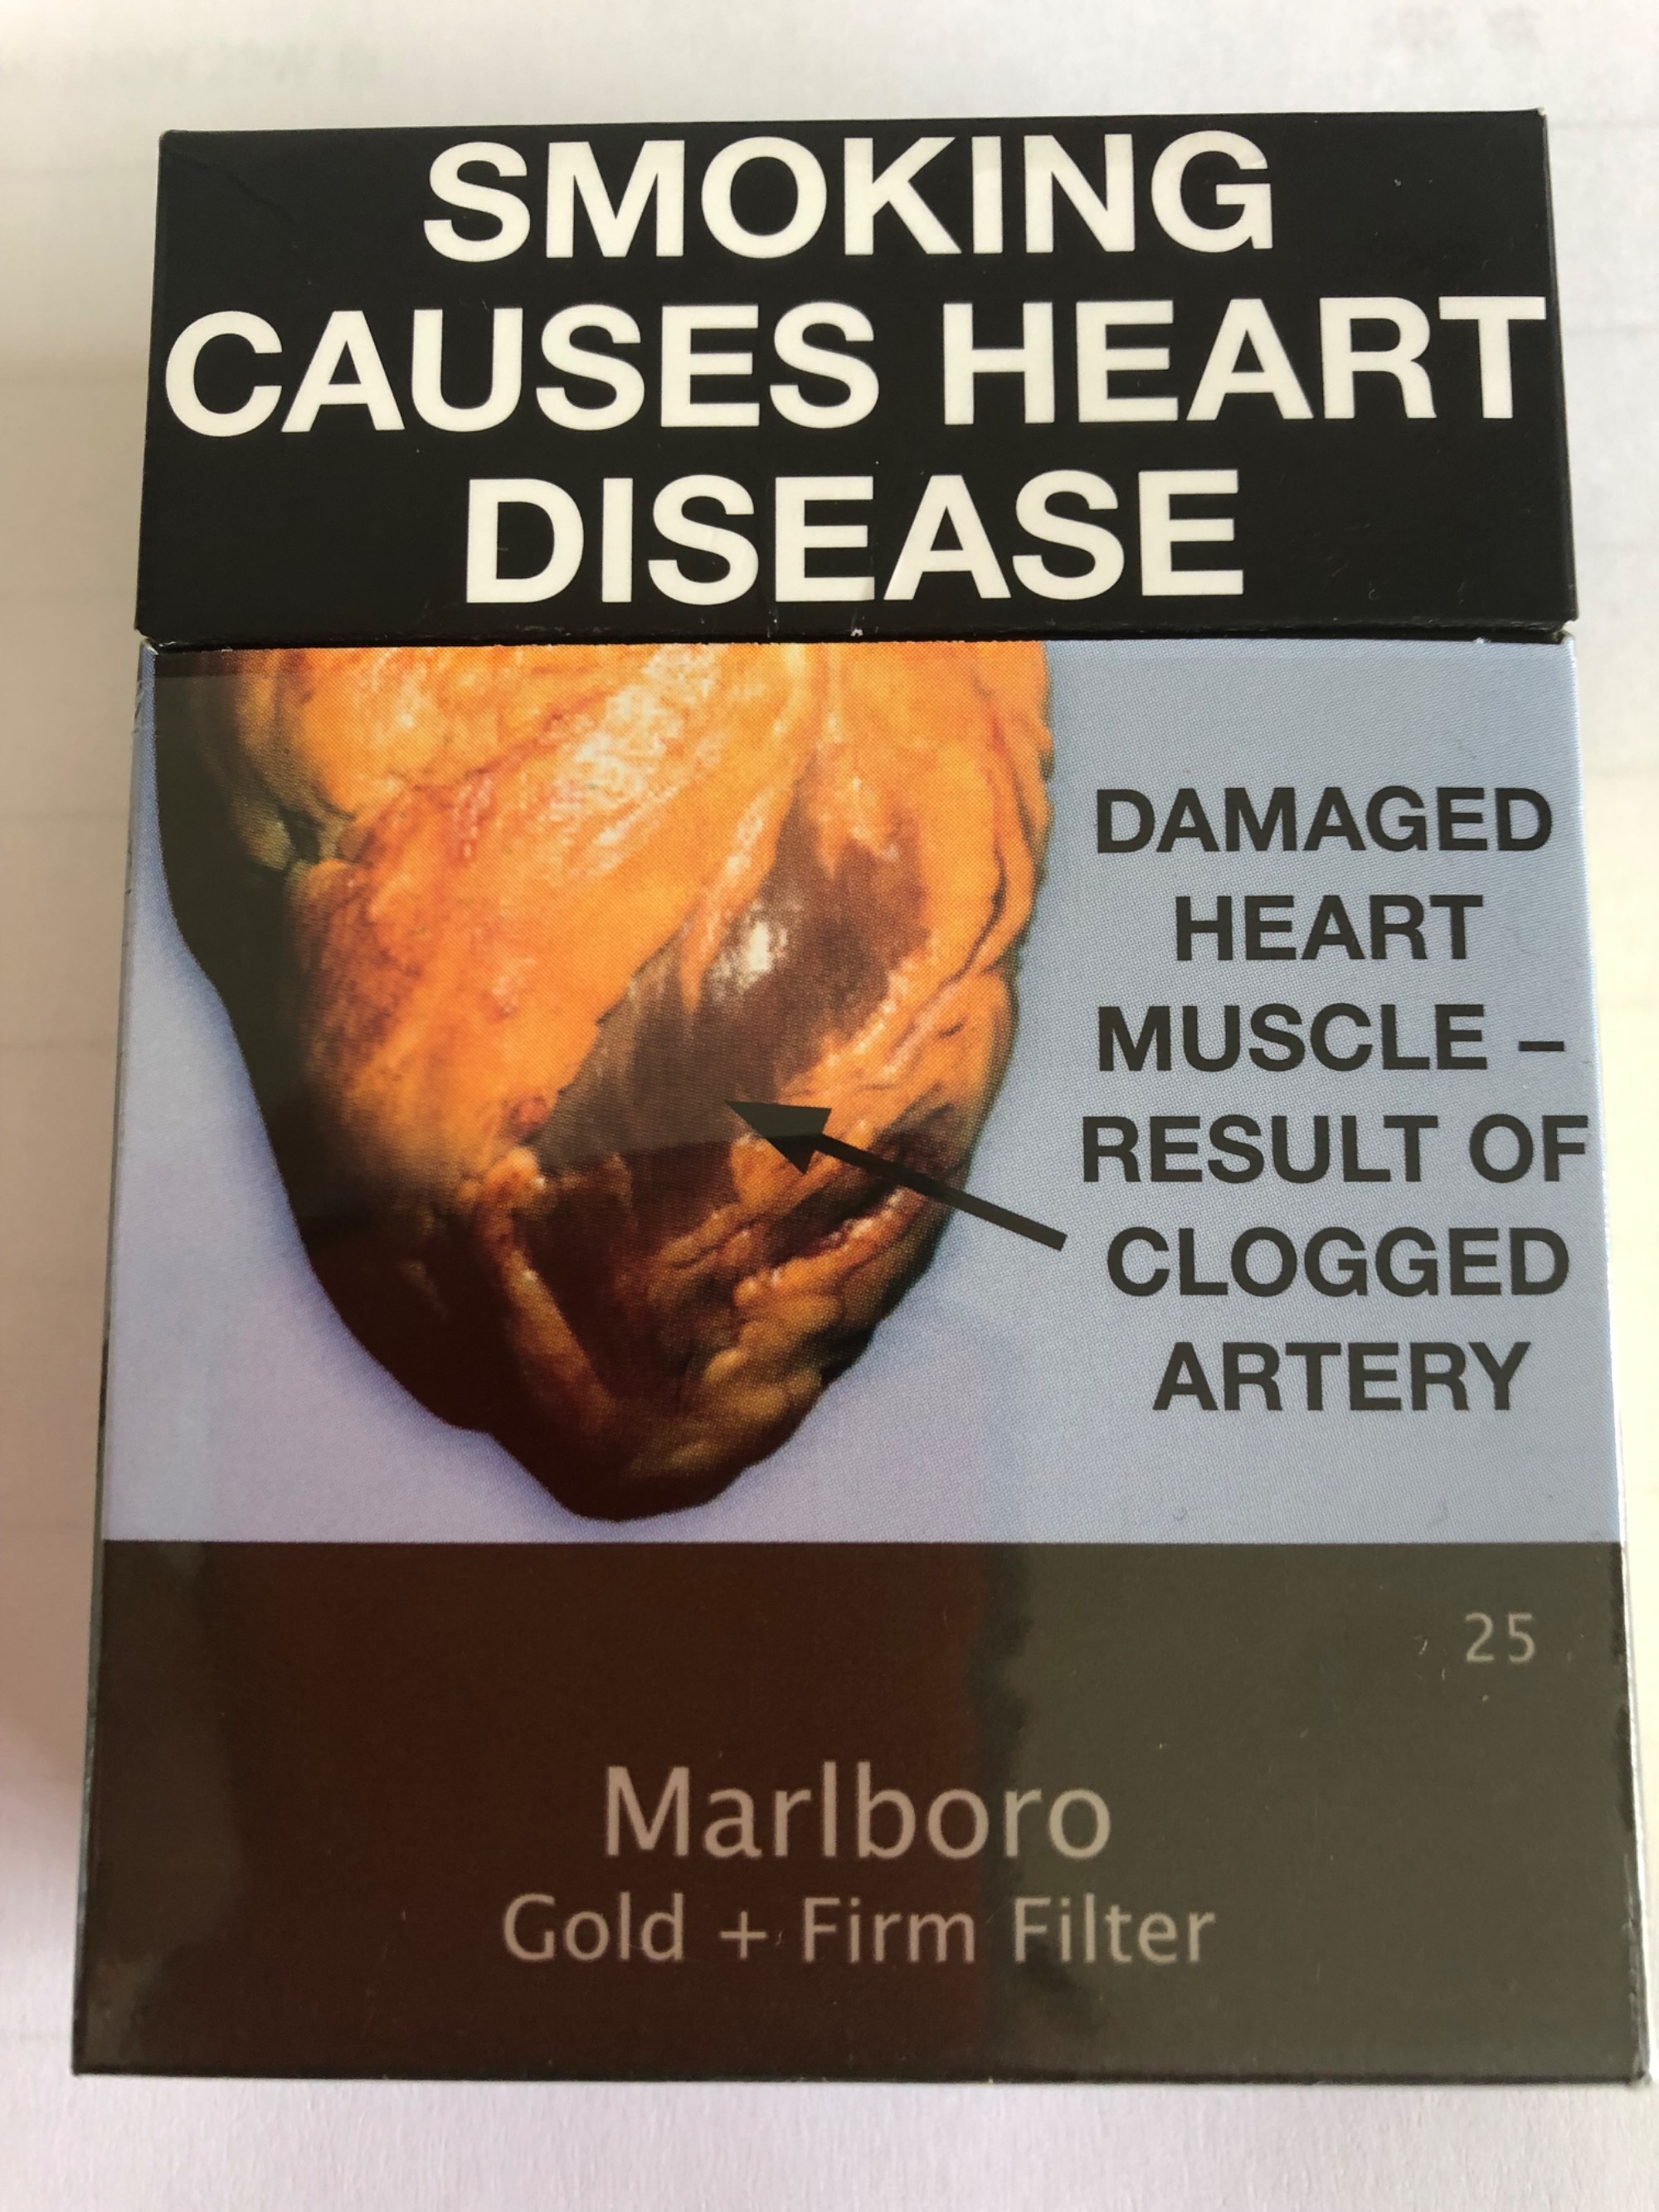 SMOKING
CAUSES HEART
DISEASE
DAMAGED
HEART
MUSCLE –
RESULT OF
CLOGGED
ARTERY
25
Marlboro
Gold + Firm Filter